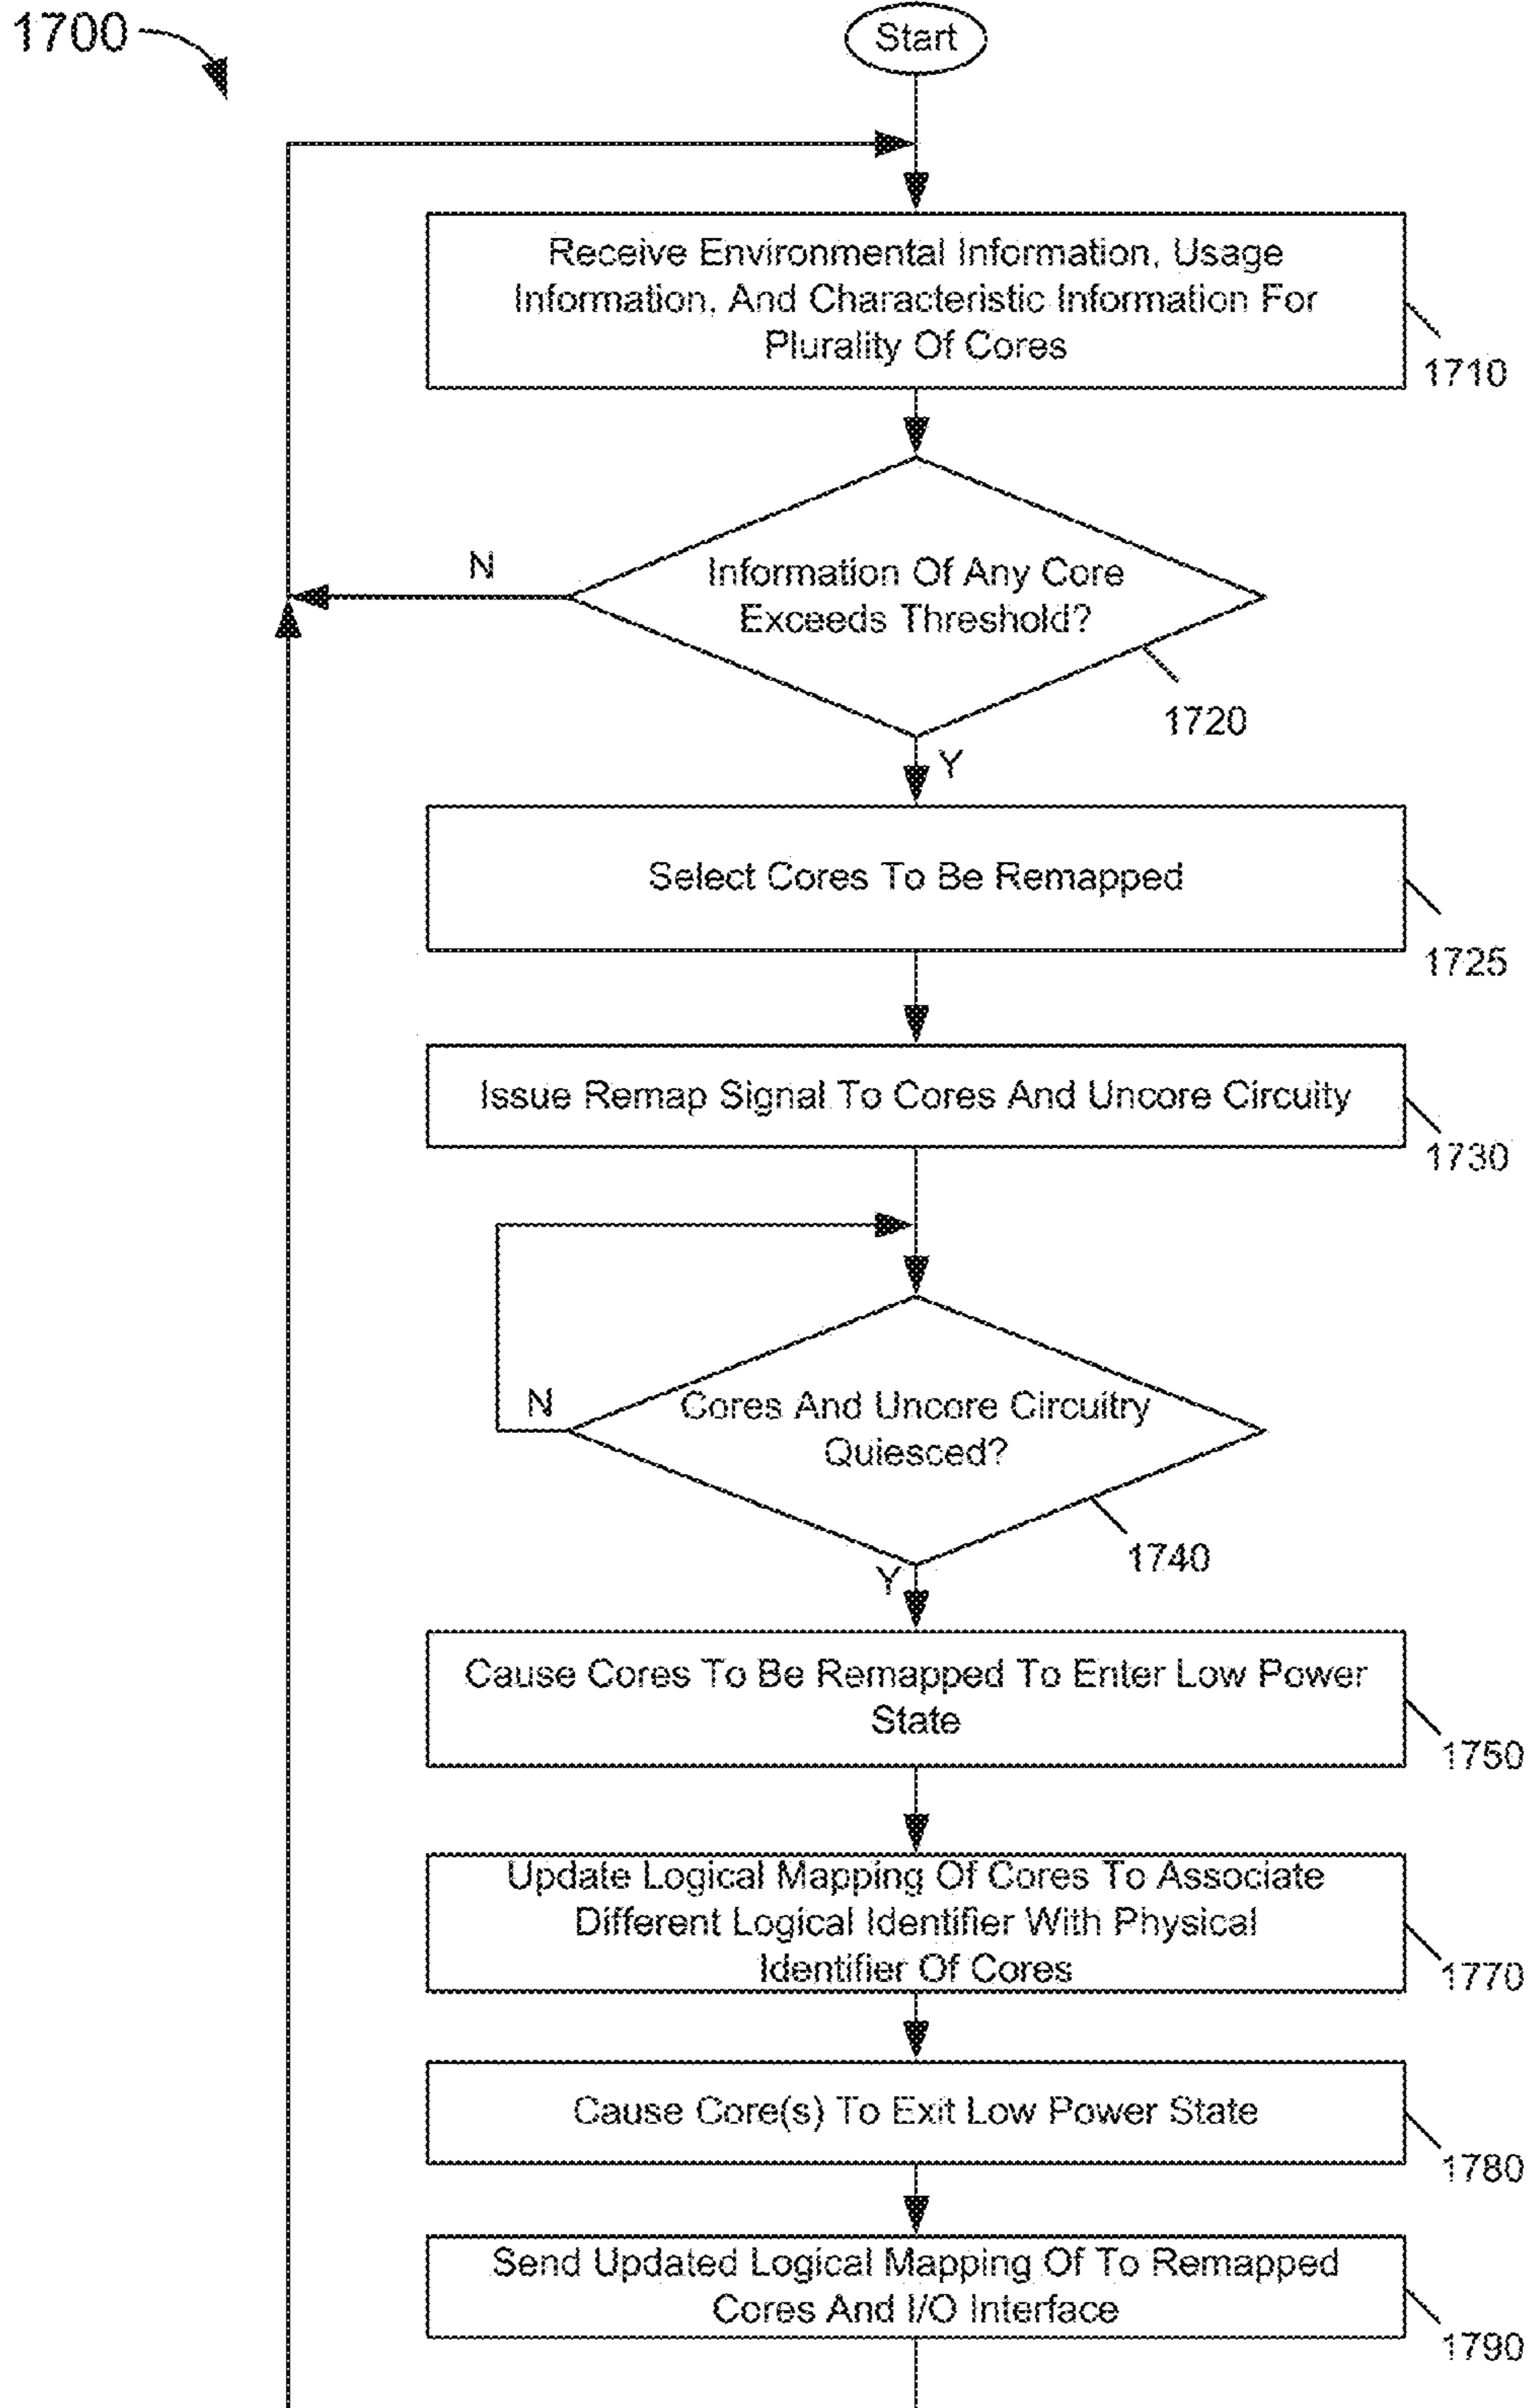 1700
Start
Receive Environmental Information, Usage
Information, And Characteristic Information For
Plurality Of Cores
1710
N
Information Of Any Core
Exceeds Threshold?
1720
Y
Select Cores To Be Remapped
1725
Issue Remap Signal To Cores And Uncore Circuity
1730
N
Cores And Uncore Circuitry
Quiesced?
1740
Y
Cause Cores To Be Remapped To Enter Low Power
State
1750
Update Logical Mapping Of Cores To Associate
Different Logical Identifier With Physical
Identifier Of Cores
1770
Cause Core(s) To Exit Low Power State
1780
Send Updated Logical Mapping Of To Remapped
Cores And I/O Interface
1790